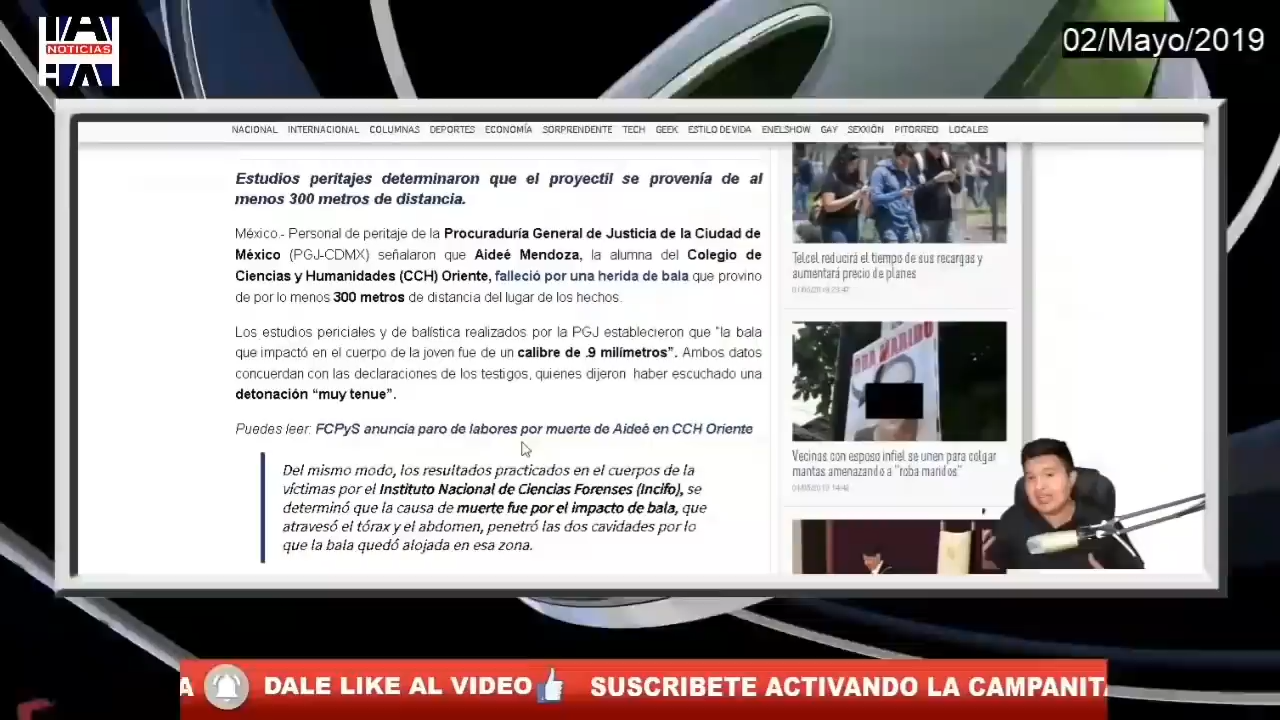 NOTICIAS
02/Mayo/2019
NACIONAL INTERNACIONAL COLUMNAS DEPORTES ECONOMÍA SORPRENDENTE TECH GEEK ESTILO DE VIDA ENELSHOW GAY SEXXIÓN PITORREO LOCALES
Estudios peritajes determinaron que el proyectil se provenía de al
menos 300 metros de distancia.
México.- Personal de peritaje de la Procuraduría General de Justicia de la Ciudad de
México (PGJ-CDMX) señalaron que Aideé Mendoza, la alumna del Colegio de
Ciencias y Humanidades (CCH) Oriente, falleció por una herida de bala que provino
de por lo menos 300 metros de distancia del lugar de los hechos.
Los estudios periciales y de balística realizados por la PGJ establecieron que "la bala
que impactó en el cuerpo de la joven fue de un calibre de .9 milímetros". Ambos datos
concuerdan con las declaraciones de los testigos, quienes dijeron haber escuchado una
detonación "muy tenue".
Puedes leer: FCPyS anuncia paro de labores por muerte de Aideé en CCH Oriente
Del mismo modo, los resultados practicados en el cuerpos de la
víctimas por el Instituto Nacional de Ciencias Forenses (Incifo), se
determinó que la causa de muerte fue por el impacto de bala, que
atravesó el tórax y el abdomen, penetró las dos cavidades por lo
que la bala quedó alojada en esa zona.
Telcel reducirá el tiempo de sus recargas y
aumentará precio de planes
ROBA MARIDO
Vecinas con esposo infiel se unen para colgar
mantas amenazando a "roba maridos"
A DALE LIKE AL VIDEO SUSCRIBETE ACTIVANDO LA CAMPANIT